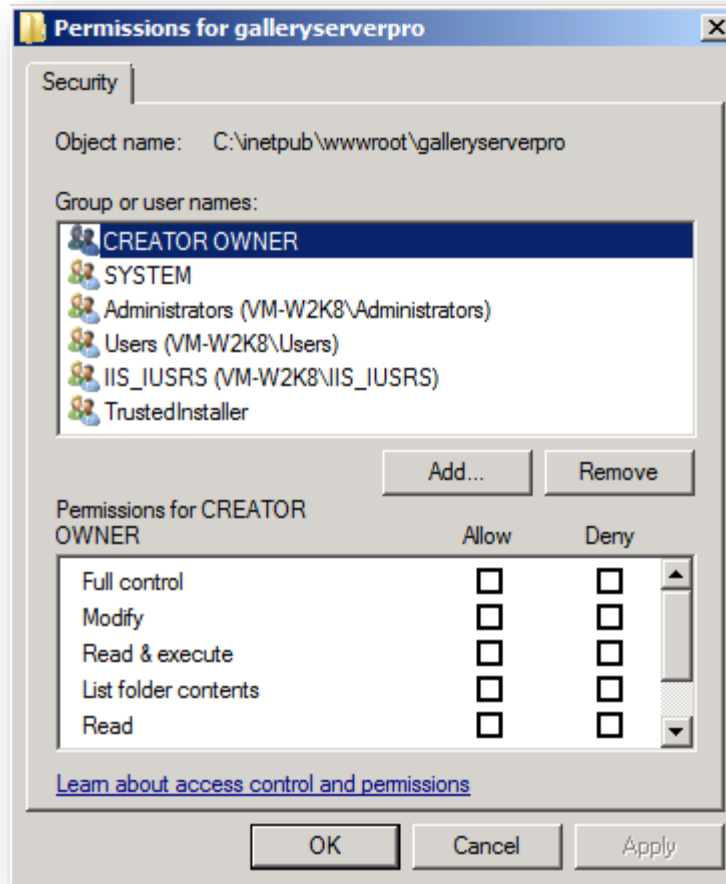 Permissions for galleryserverpro
Security
Object name: C:\inetpub\wwwroot\galleryserverpro
Group or user names:
CREATOR OWNER
SYSTEM
Administrators (VM-W2K8\Administrators)
Users (VM-W2K8\Users)
IIS_IUSRS (VM-W2K8\IIS_IUSRS)
TrustedInstaller
Add... Remove
Permissions for CREATOR
OWNER Allow Deny
Full control
Modify
Read & execute
List folder contents
Read
Learn about access control and permissions
OK Cancel Apply